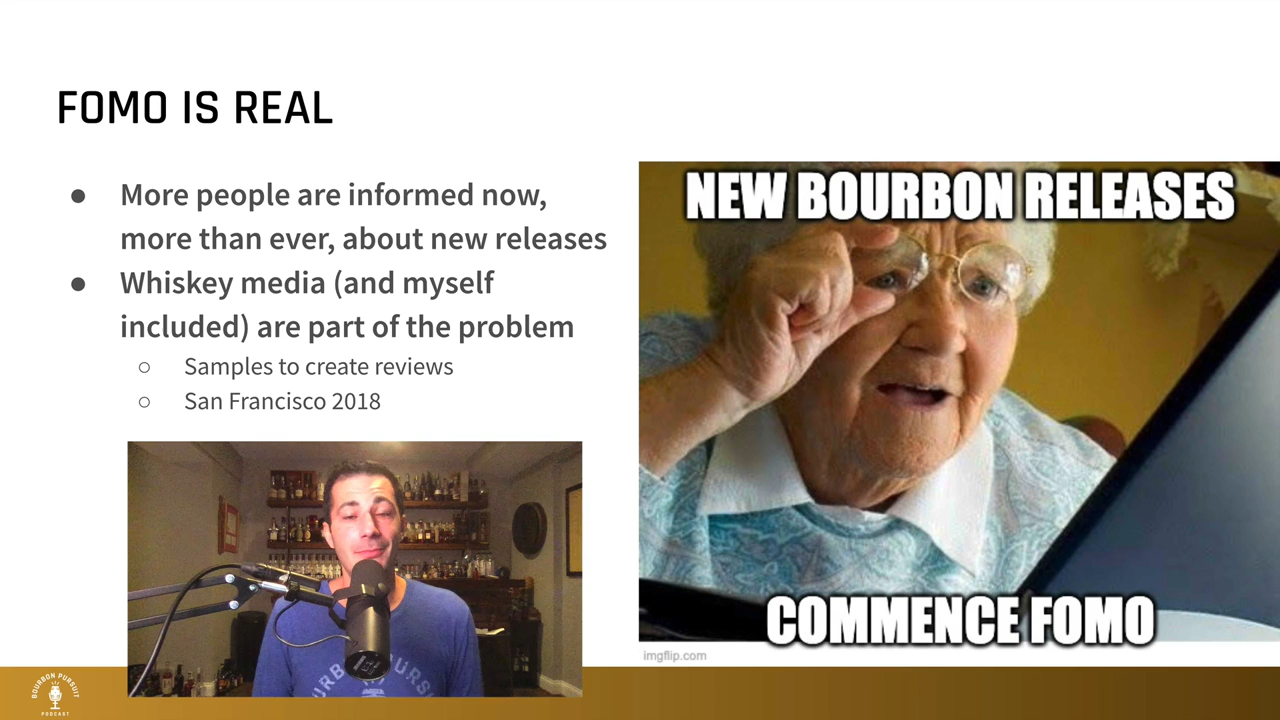 FOMO IS REAL
● More people are informed now,
more than ever, about new releases
● Whiskey media (and myself
included) are part of the problem
○ Samples to create reviews
○ San Francisco 2018
NEW BOURBON RELEASES
COMMENCE FOMO
imgflip.com
BOURBON PURSUIT
PODCAST